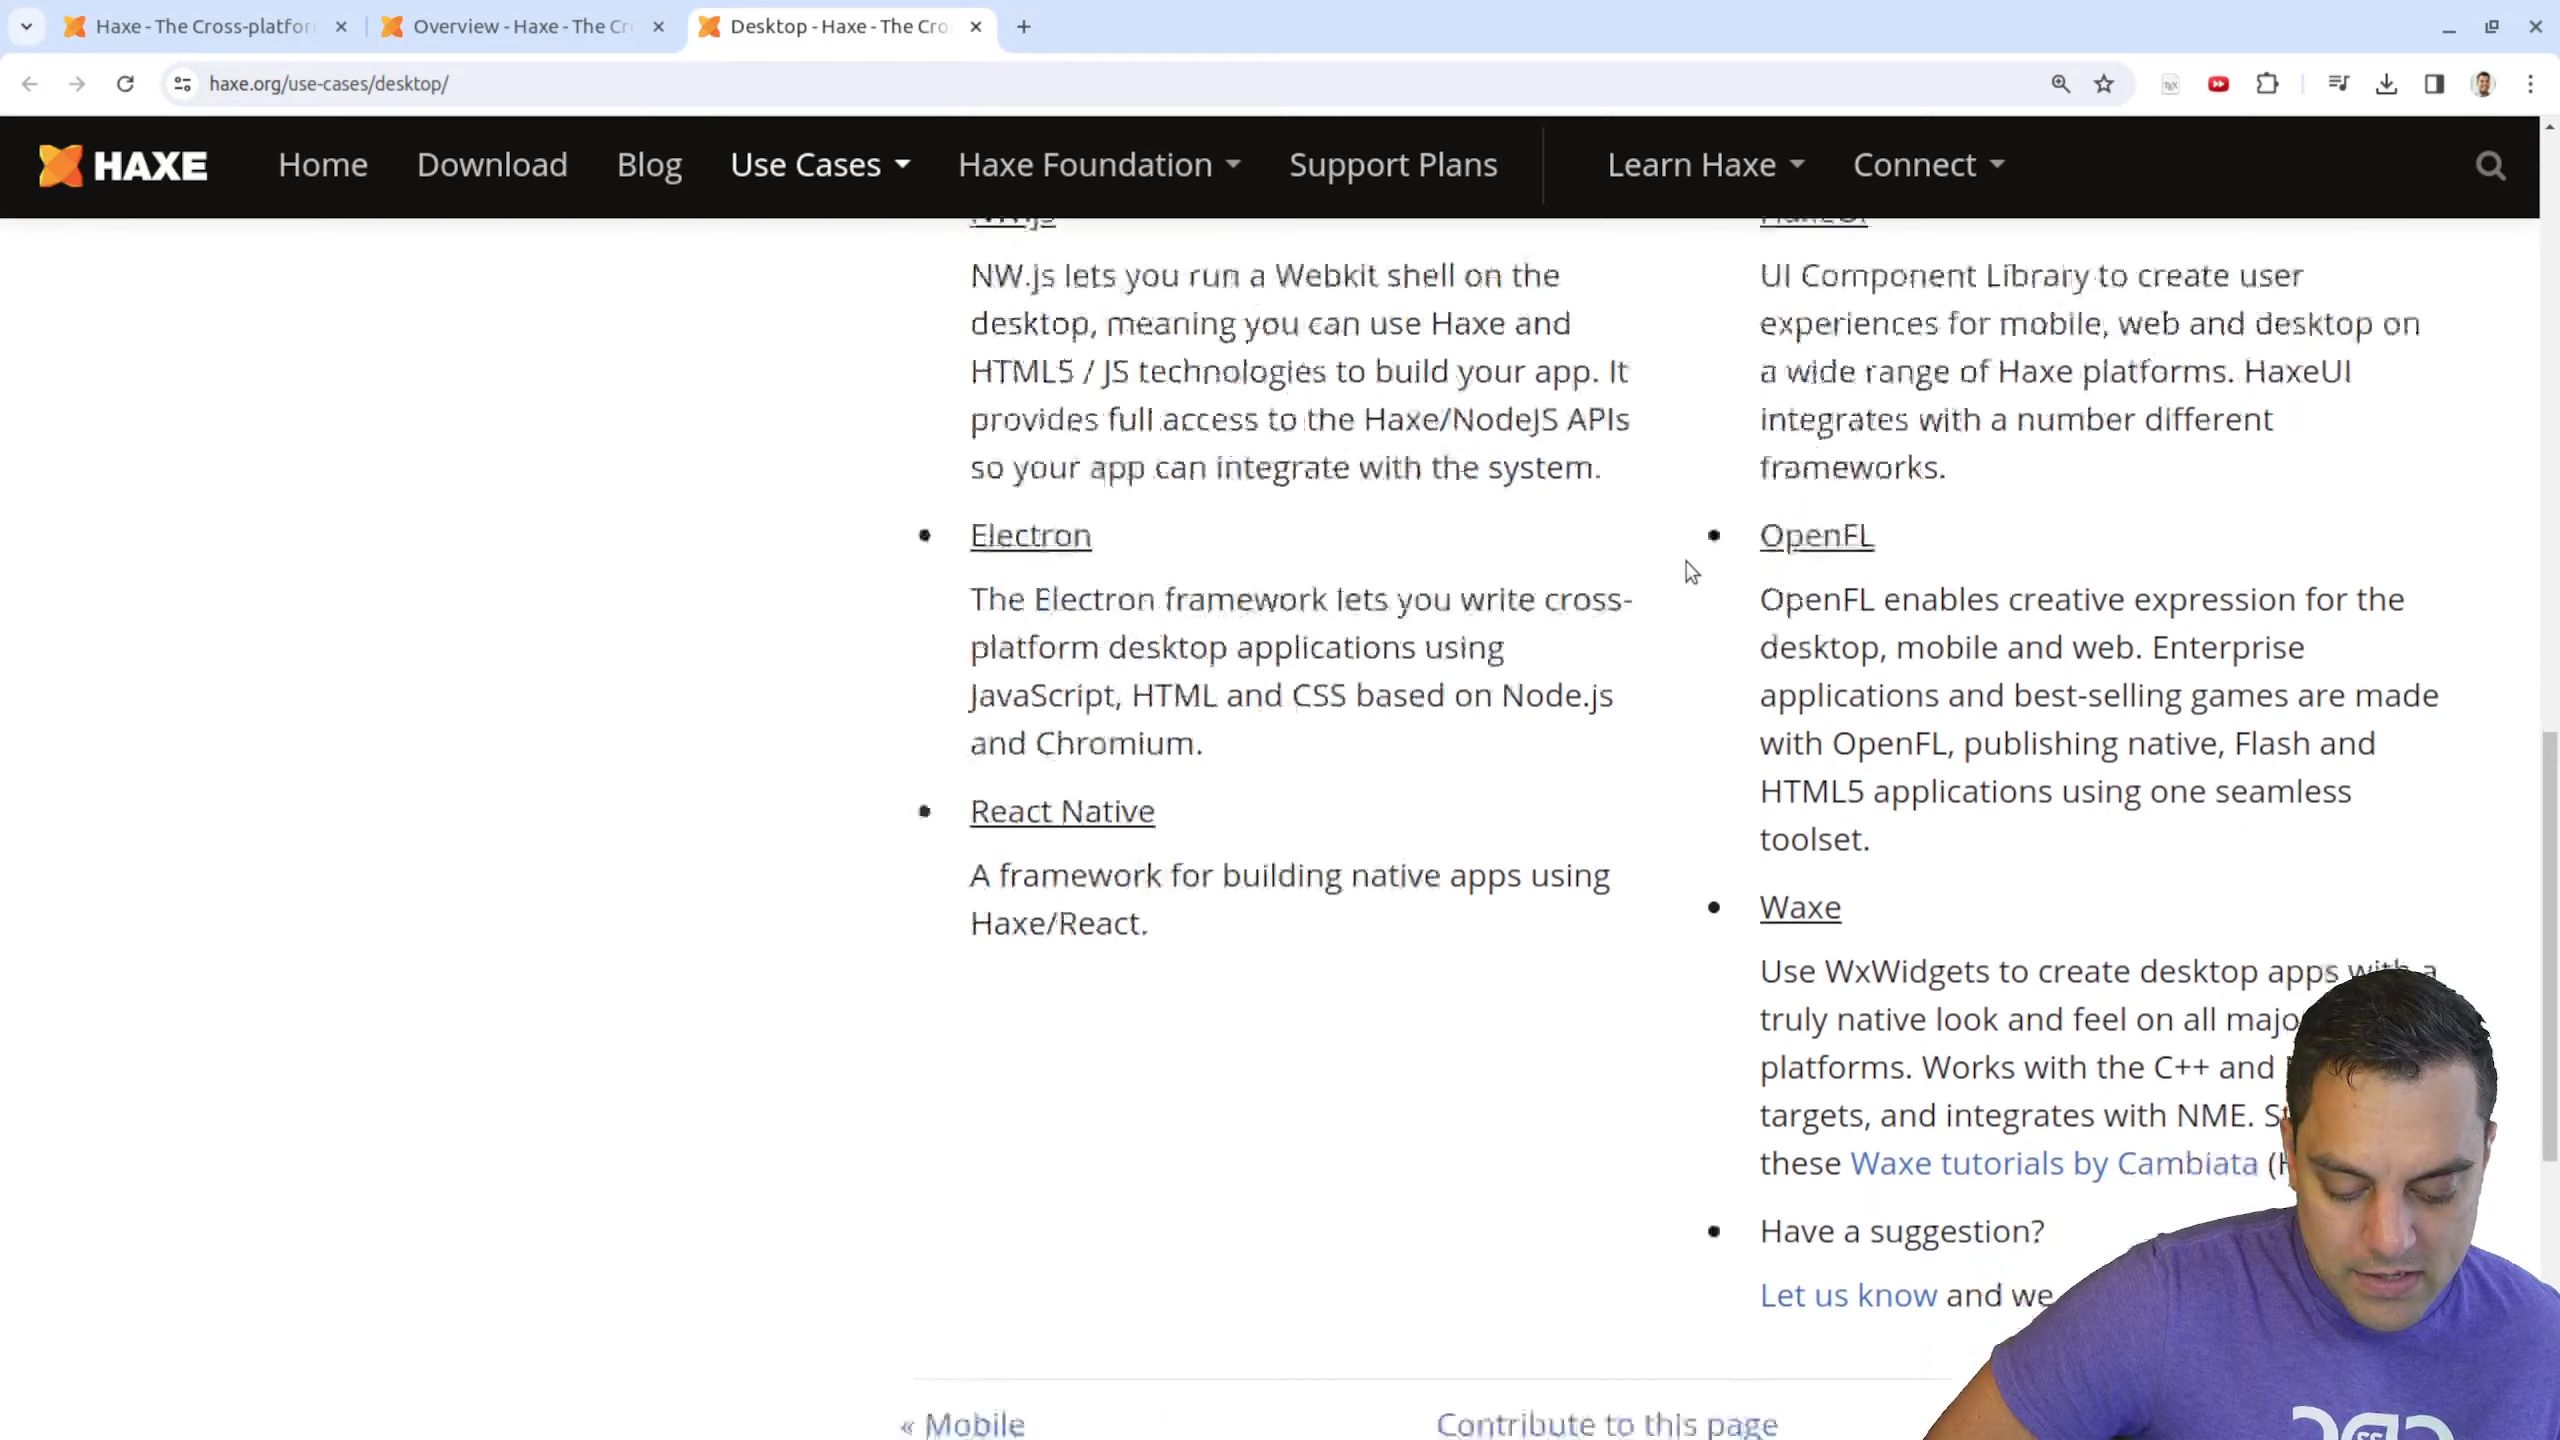 Haxe - The Cross-platfor
Overview - Haxe - The Cr
Desktop - Haxe - The Cro
haxe.org/use-cases/desktop/
HAXE
Home
Download
Blog
Use Cases
Haxe Foundation
Support Plans
Learn Haxe
Connect
NW.js
NW.js lets you run a Webkit shell on the
desktop, meaning you can use Haxe and
HTML5 / JS technologies to build your app. It
provides full access to the Haxe/NodeJS APIs
so your app can integrate with the system.
Electron
The Electron framework lets you write cross-
platform desktop applications using
JavaScript, HTML and CSS based on Node.js
and Chromium.
React Native
A framework for building native apps using
Haxe/React.
HaxeUI
UI Component Library to create user
experiences for mobile, web and desktop on
a wide range of Haxe platforms. HaxeUI
integrates with a number different
frameworks.
OpenFL
OpenFL enables creative expression for the
desktop, mobile and web. Enterprise
applications and best-selling games are made
with OpenFL, publishing native, Flash and
HTML5 applications using one seamless
toolset.
Waxe
Use WxWidgets to create desktop apps with a
truly native look and feel on all majo
platforms. Works with the C++ and
targets, and integrates with NME. S
these Waxe tutorials by Cambiata (H
Have a suggestion?
Let us know and we
« Mobile
Contribute to this page